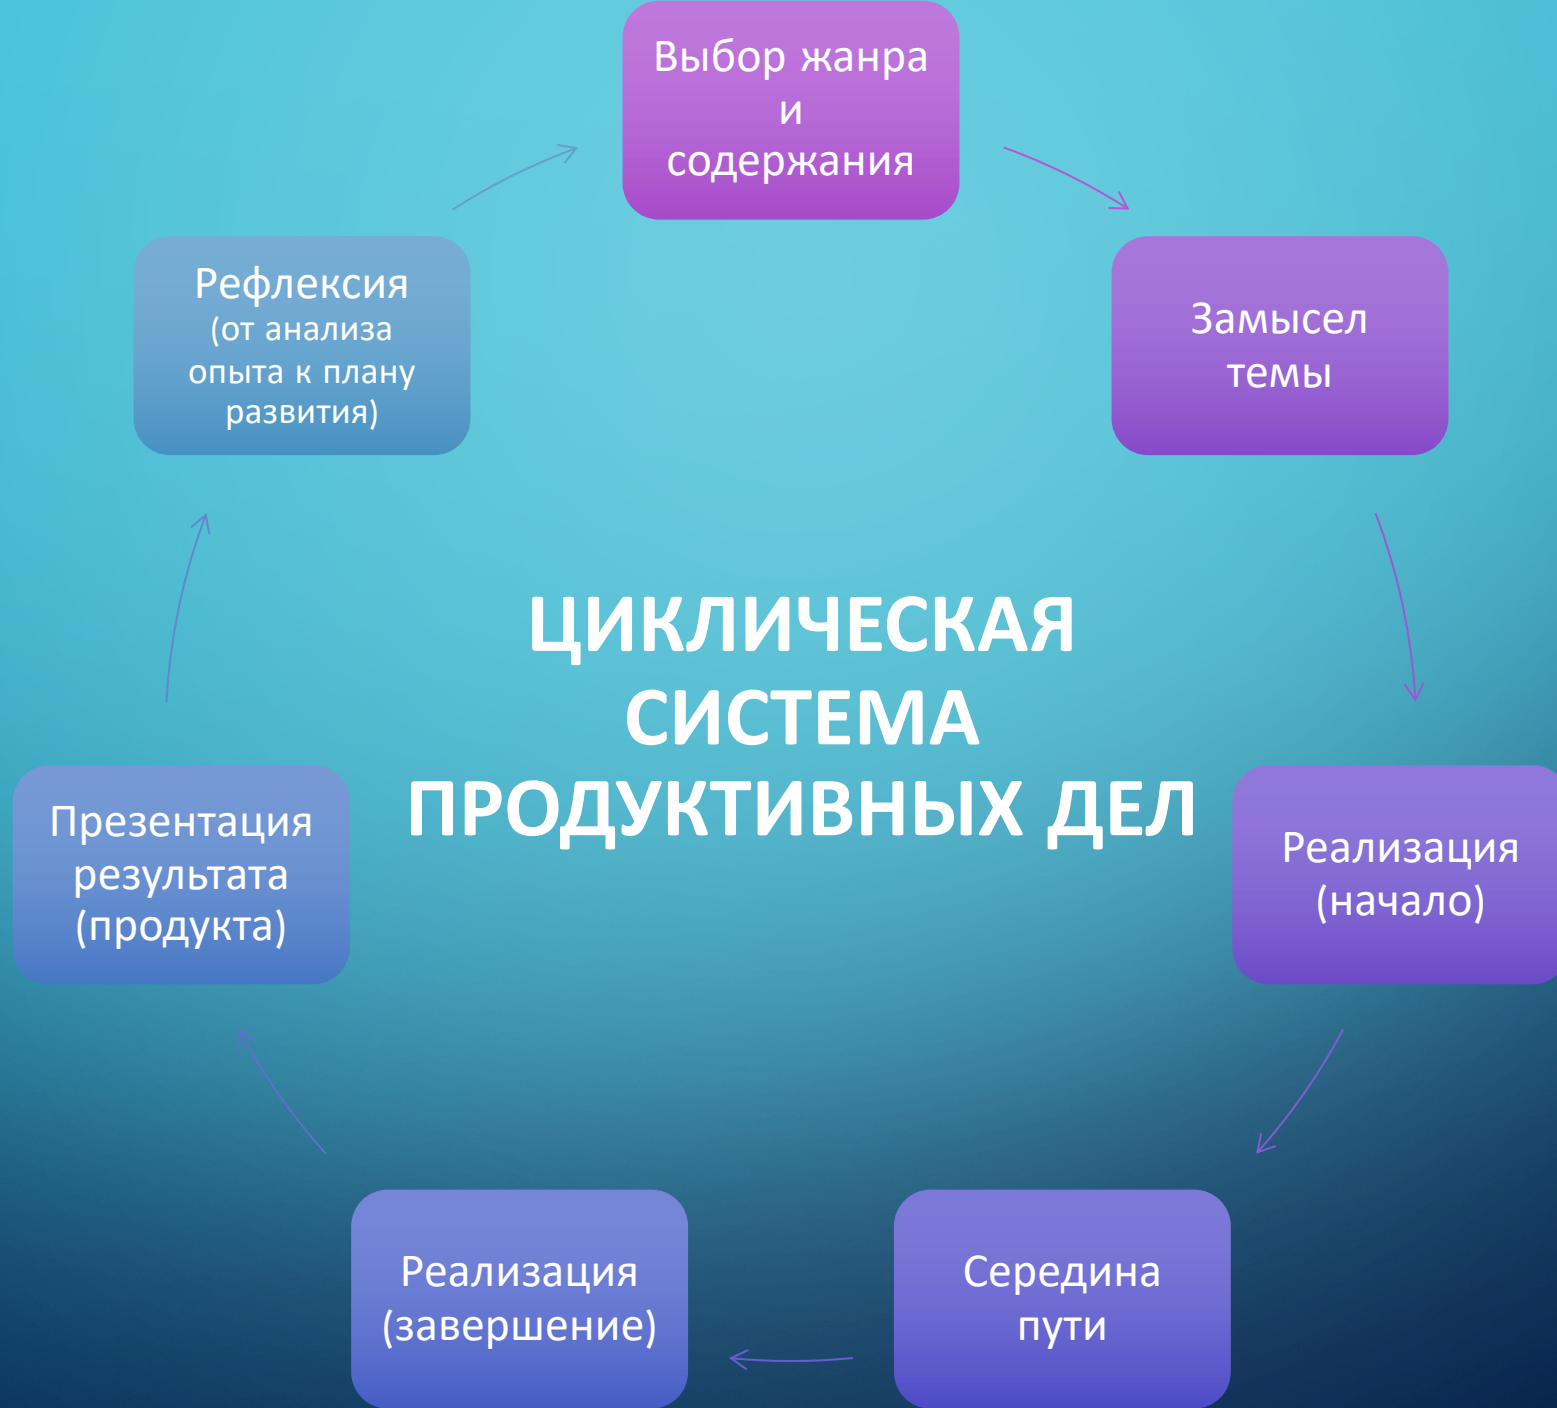 Выбор жанра
и
содержания
Замысел
темы
Реализация
(начало)
Середина
пути
Реализация
(завершение)
Презентация
результата
(продукта)
Рефлексия
(от анализа
опыта к плану
развития)
ЦИКЛИЧЕСКАЯ
СИСТЕМА
ПРОДУКТИВНЫХ ДЕЛ